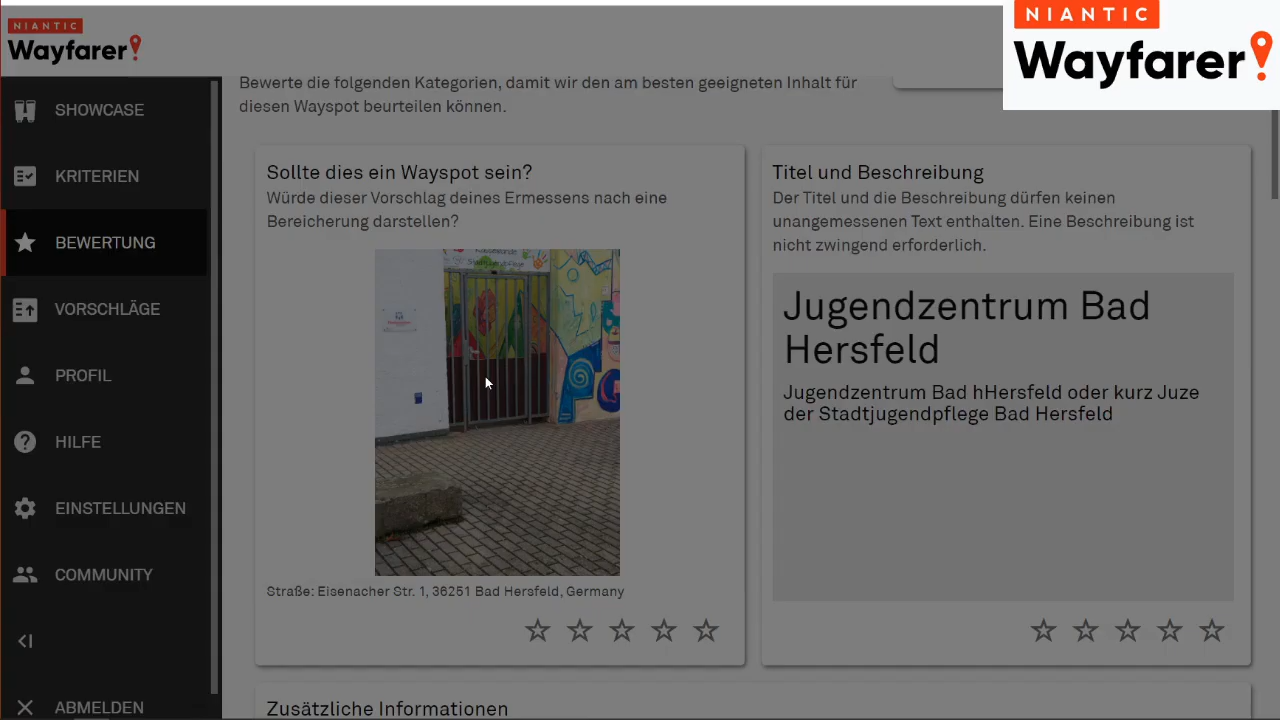 NIANTIC
Wayfarer
NIANTIC
Wayfarer
SHOWCASE
KRITERIEN
BEWERTUNG
VORSCHLÄGE
PROFIL
HILFE
EINSTELLUNGEN
COMMUNITY
ABMELDEN
Bewerte die folgenden Kategorien, damit wir den am besten geeigneten Inhalt für
diesen Wayspot beurteilen können.
Sollte dies ein Wayspot sein?
Würde dieser Vorschlag deines Ermessens nach eine
Bereicherung darstellen?
Straße: Eisenacher Str. 1, 36251 Bad Hersfeld, Germany
Titel und Beschreibung
Der Titel und die Beschreibung dürfen keinen
unangemessenen Text enthalten. Eine Beschreibung ist
nicht zwingend erforderlich.
Jugendzentrum Bad
Hersfeld
Jugendzentrum Bad hHersfeld oder kurz Juze
der Stadtjugendpflege Bad Hersfeld
Zusätzliche Informationen